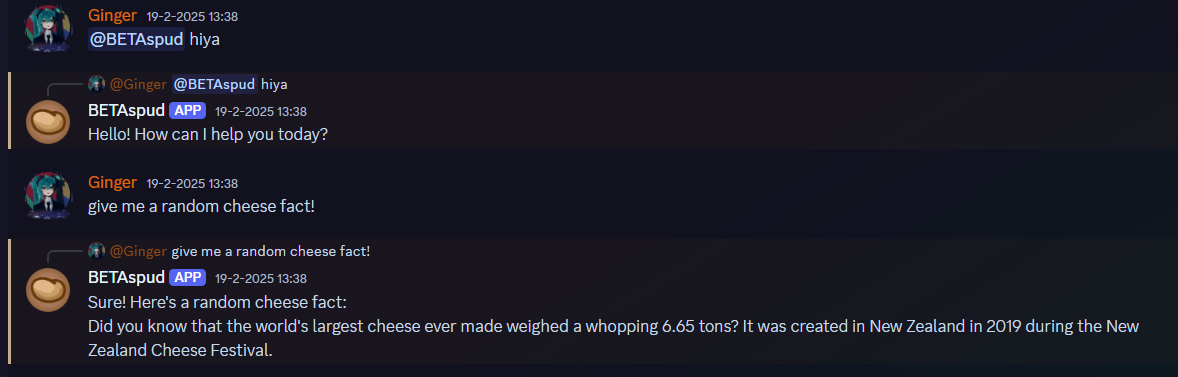 Ginger 19-2-2025 13:38
@BETAspud hiya
@Ginger @BETAspud hiya
BETAspud APP 19-2-2025 13:38
Hello! How can I help you today?
Ginger 19-2-2025 13:38
give me a random cheese fact!
@Ginger give me a random cheese fact!
BETAspud APP 19-2-2025 13:38
Sure! Here's a random cheese fact:
Did you know that the world's largest cheese ever made weighed a whopping 6.65 tons? It was created in New Zealand in 2019 during the New
Zealand Cheese Festival.